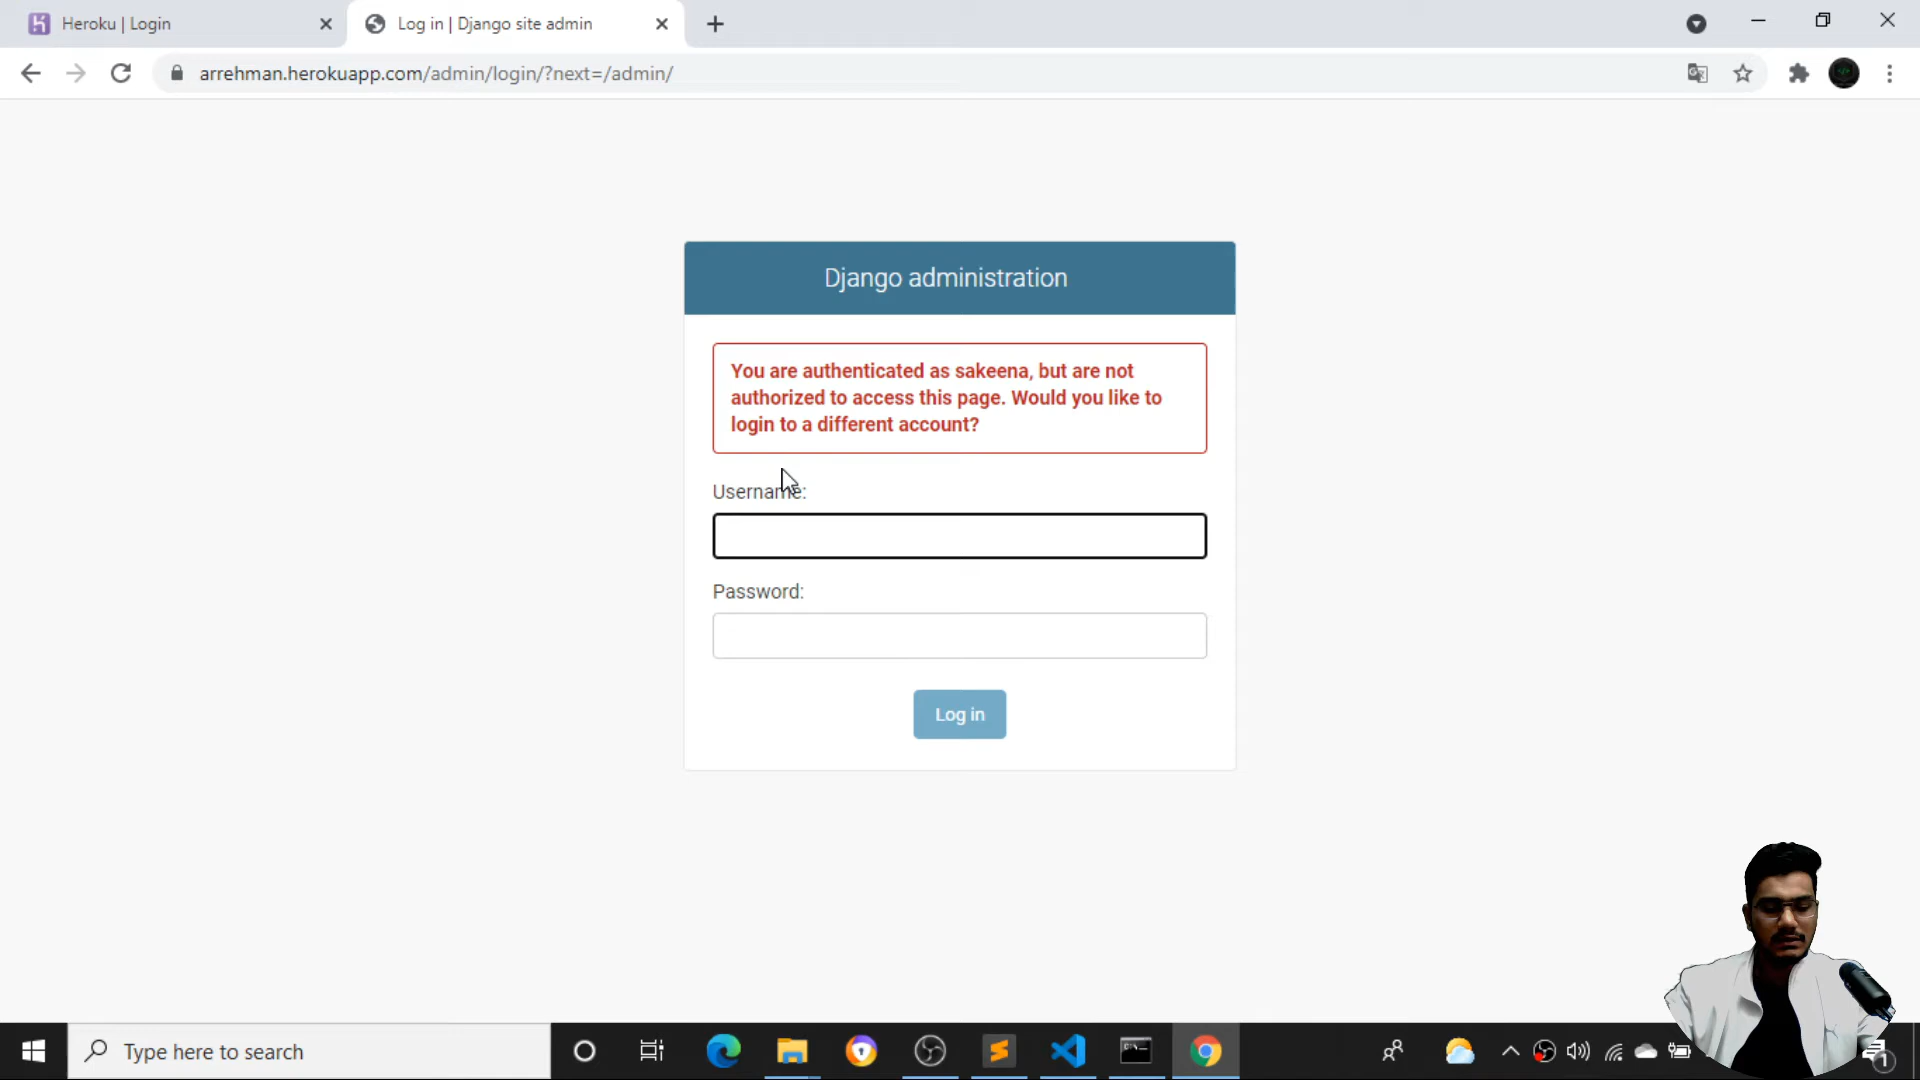 Heroku | Login
Log in | Django site admin
arrehman.herokuapp.com/admin/login/?next=/admin/
Django administration
You are authenticated as sakeena, but are not
authorized to access this page. Would you like to
login to a different account?
Username:
Password:
Log in
Type here to search
1